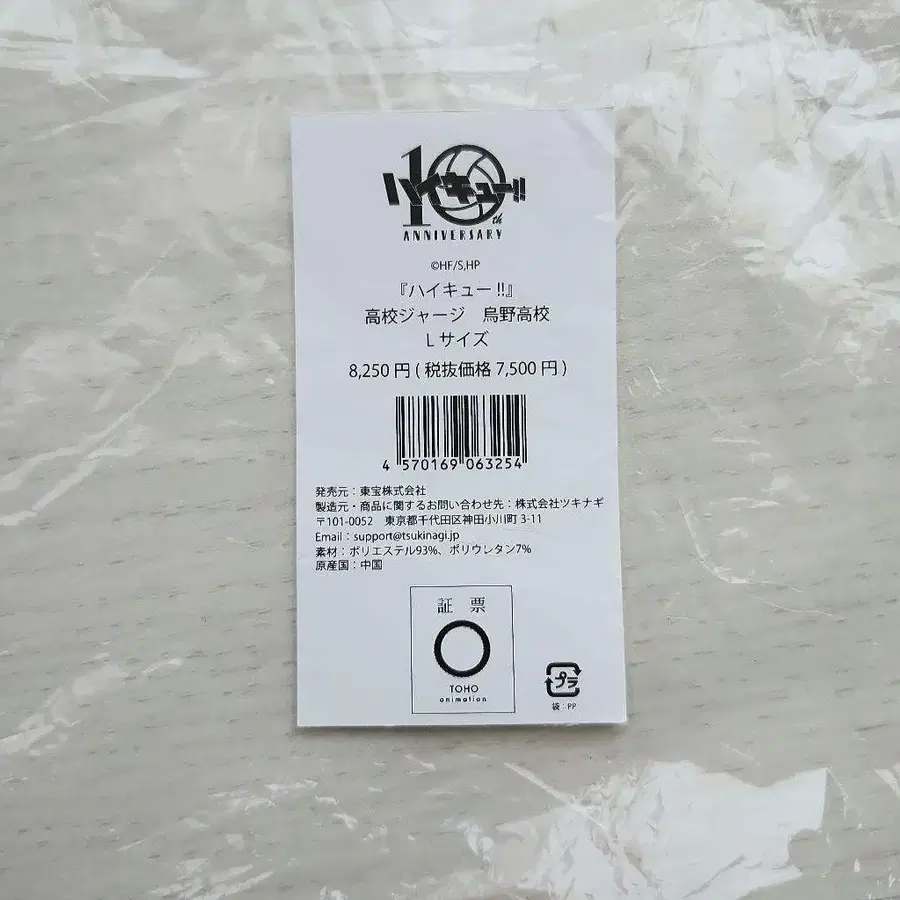 10th
ハイキュー!!
ANNIVERSARY
©HF/S,HP
『ハイキュー!!』
高校ジャージ　烏野高校
Lサイズ
8,250円(税抜価格7,500円)
4 570169 063254
発売元：東宝株式会社
製造元・商品に関するお問い合わせ先：株式会社ツキナギ
〒101-0052　東京都千代田区神田小川町3-11
Email：support@tsukinagi.jp
素材：ポリエステル93%、ポリウレタン7%
原産国：中国
証 票
TOHO
animation
プラ
袋：PP